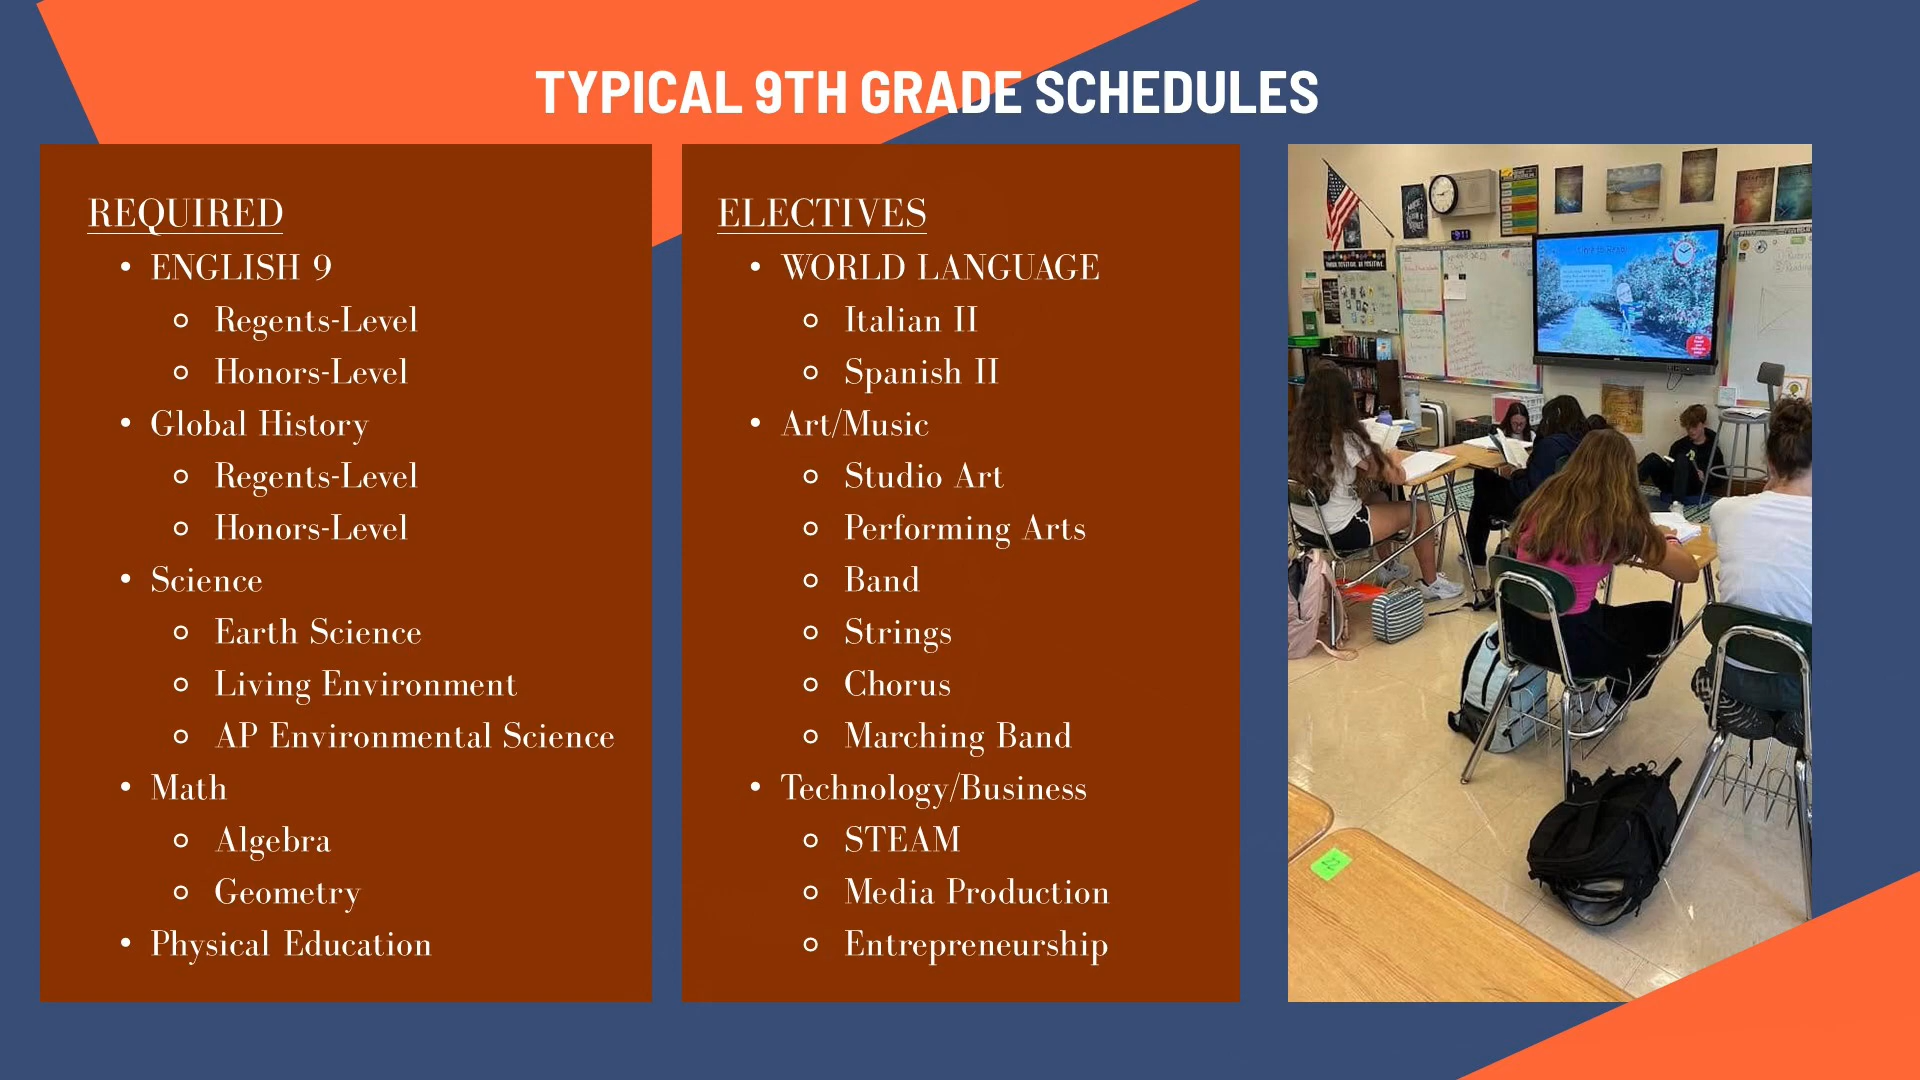 TYPICAL 9TH GRADE SCHEDULES
REQUIRED
• ENGLISH 9
○ Regents-Level
○ Honors-Level
• Global History
○ Regents-Level
○ Honors-Level
• Science
○ Earth Science
○ Living Environment
○ AP Environmental Science
• Math
○ Algebra
○ Geometry
• Physical Education
ELECTIVES
• WORLD LANGUAGE
○ Italian II
○ Spanish II
• Art/Music
○ Studio Art
○ Performing Arts
○ Band
○ Strings
○ Chorus
○ Marching Band
• Technology/Business
○ STEAM
○ Media Production
○ Entrepreneurship
22